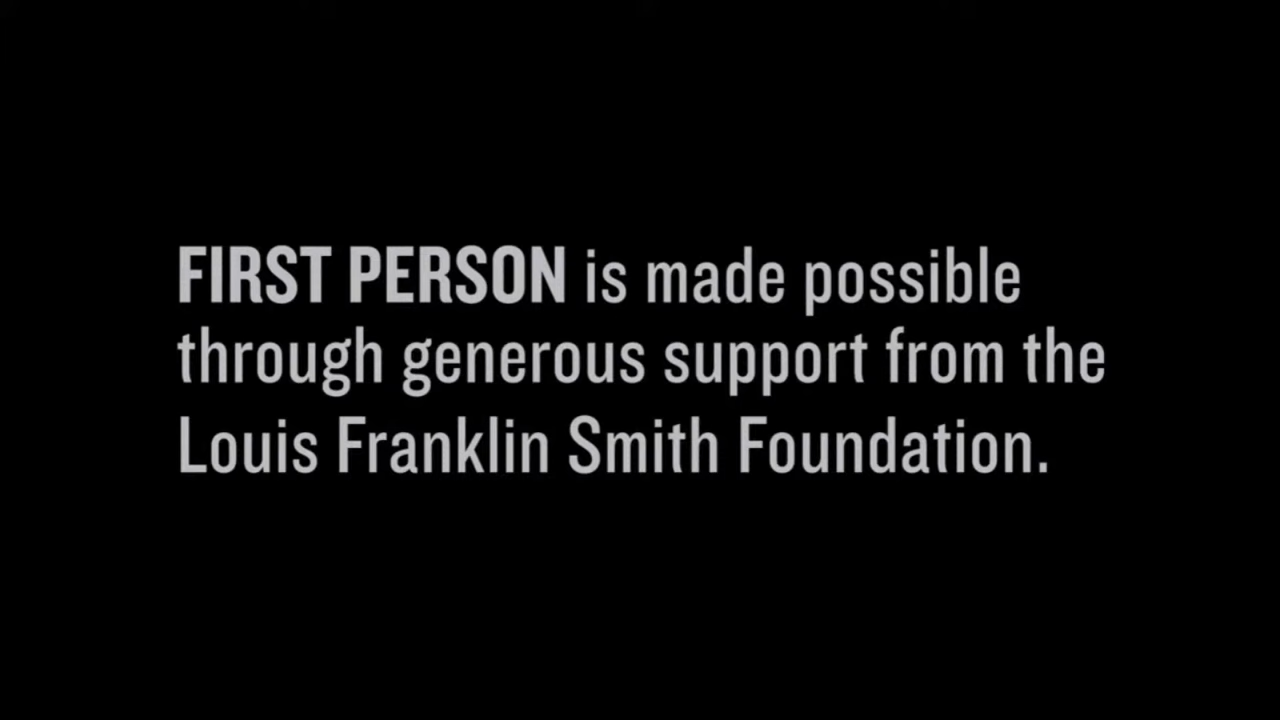 FIRST PERSON is made possible
through generous support from the
Louis Franklin Smith Foundation.